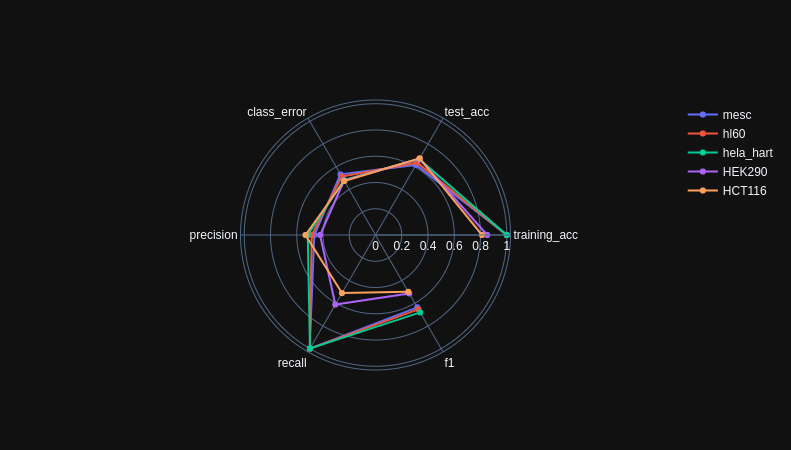 class_error
test_acc
mesc
hl60
hela_hart
HEK290
HCT116
precision
training_acc
0 0.2 0.4 0.6 0.8 1
recall
f1